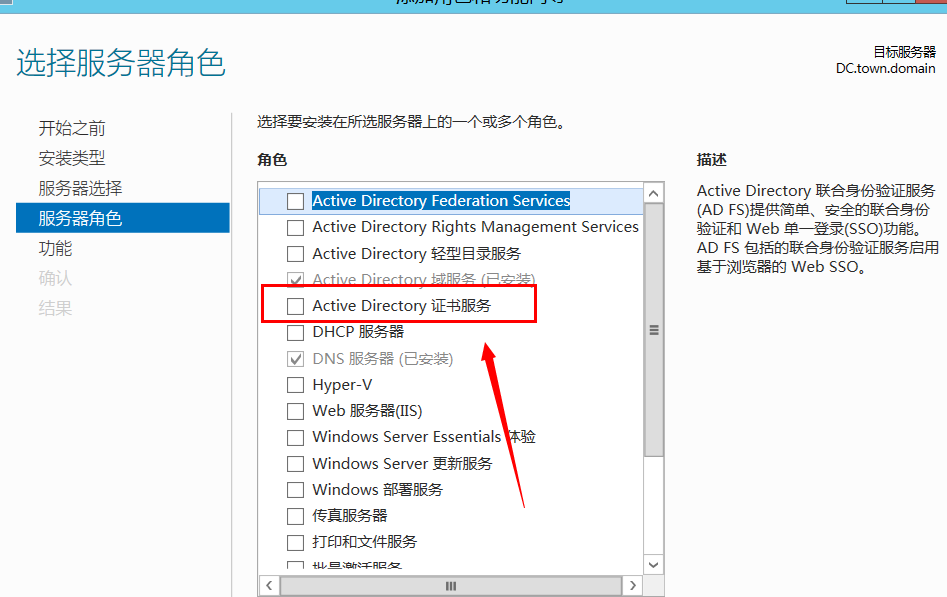 选择服务器角色
目标服务器
DC.town.domain
开始之前
安装类型
服务器选择
服务器角色
功能
确认
结果
选择要安装在所选服务器上的一个或多个角色。
角色
Active Directory Federation Services
Active Directory Rights Management Services
Active Directory 轻型目录服务
Active Directory 域服务 (已安装)
Active Directory 证书服务
DHCP 服务器
DNS 服务器 (已安装)
Hyper-V
Web 服务器(IIS)
Windows Server Essentials 体验
Windows Server 更新服务
Windows 部署服务
传真服务器
打印和文件服务
批量激活服务
描述
Active Directory 联合身份验证服务
(AD FS)提供简单、安全的联合身份
验证和 Web 单一登录(SSO)功能。
AD FS 包括的联合身份验证服务启用
基于浏览器的 Web SSO。